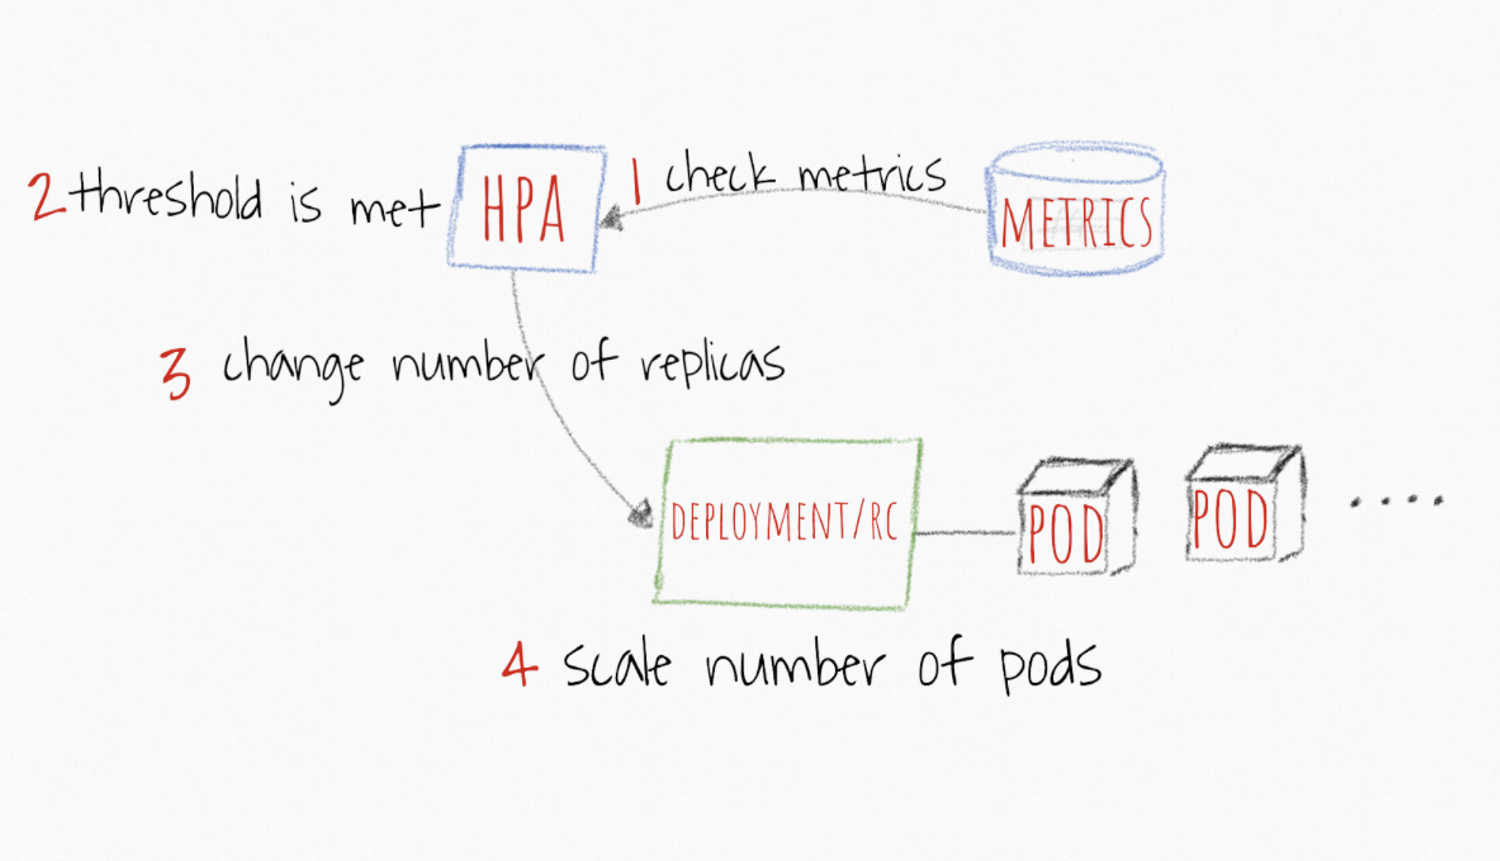 2 threshold is met
HPA
1 check metrics
METRICS
3 change number of replicas
DEPLOYMENT/RC
POD
POD
....
4 scale number of pods